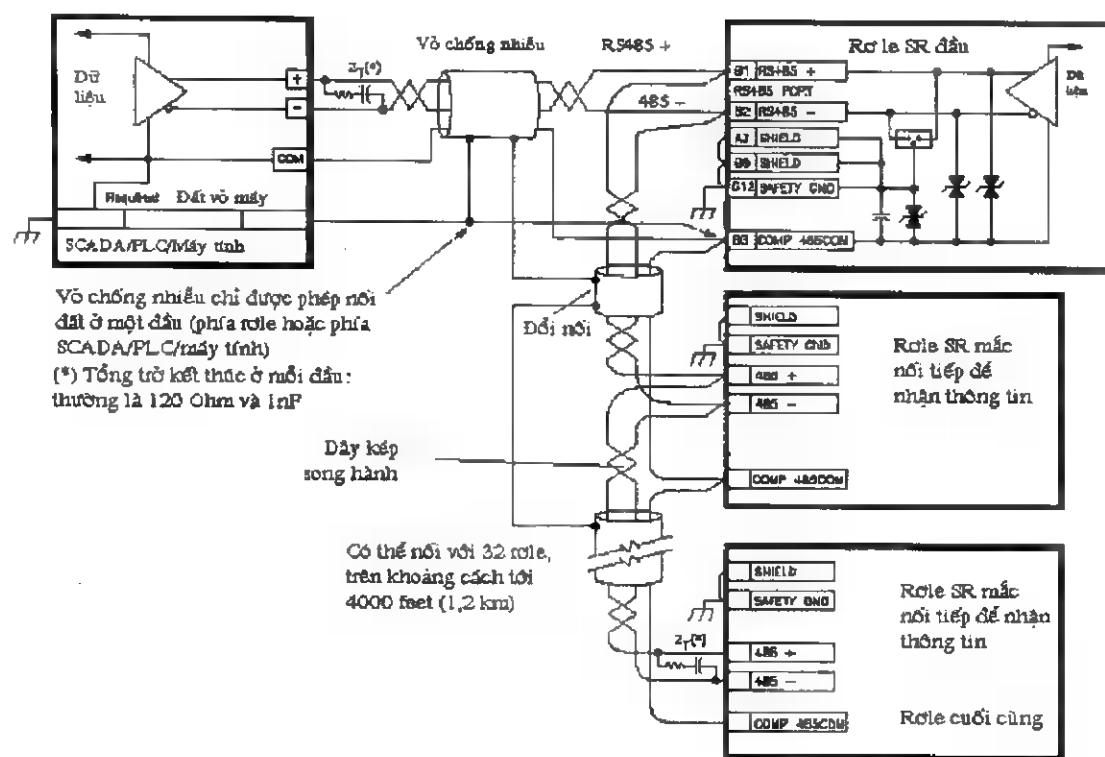 Dữ
liệu
+
-
COM
Required
Đất vỏ máy
SCADA/PLC/Máy tính
Z_T(*)
Vỏ chống nhiễu
RS485 +
485 -
Rơ le SR đầu
Dữ
liệu
B1 RS485 +
RS485 PORT
B2 RS485 -
A3 SHIELD
SHIELD
G12 SAFETY GND
B3 COMP 485COM
Vỏ chống nhiễu chỉ được phép nối
đất ở một đầu (phía rơle hoặc phía
SCADA/PLC/máy tính)
(*) Tổng trở kết thúc ở mỗi đầu:
thường là 120 Ohm và 1nF
Đổi nối
SHIELD
SAFETY GND
485 +
485 -
COMP 485COM
Rơle SR mắc
nối tiếp để
nhận thông tin
Dây kép
song hành
Có thể nối với 32 rơle,
trên khoảng cách tới
4000 feet (1,2 km)
Z_T(*)
SHIELD
SAFETY GND
485 +
485 -
COMP 485COM
Rơle SR mắc
nối tiếp để nhận
thông tin
Rơle cuối cùng